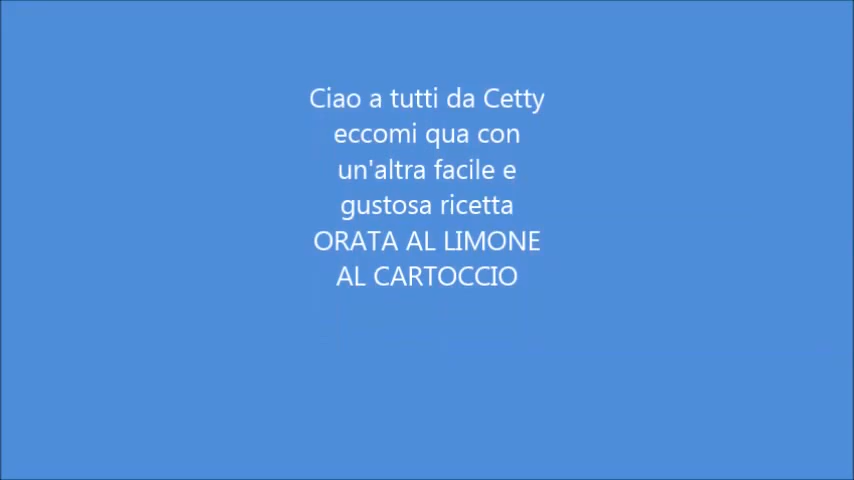 Ciao a tutti da Cetty
eccomi qua con
un'altra facile e
gustosa ricetta
ORATA AL LIMONE
AL CARTOCCIO